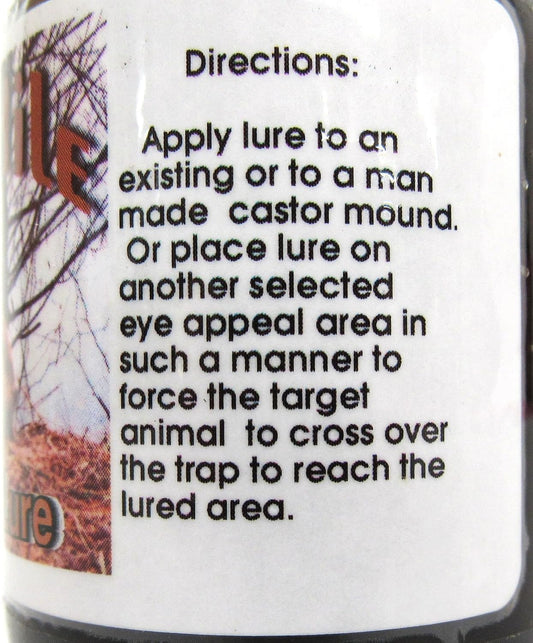 Directions:
Apply lure to an
existing or to a man
made castor mound.
Or place lure on
another selected
eye appeal area in
such a manner to
force the target
animal to cross over
the trap to reach the
lured area.